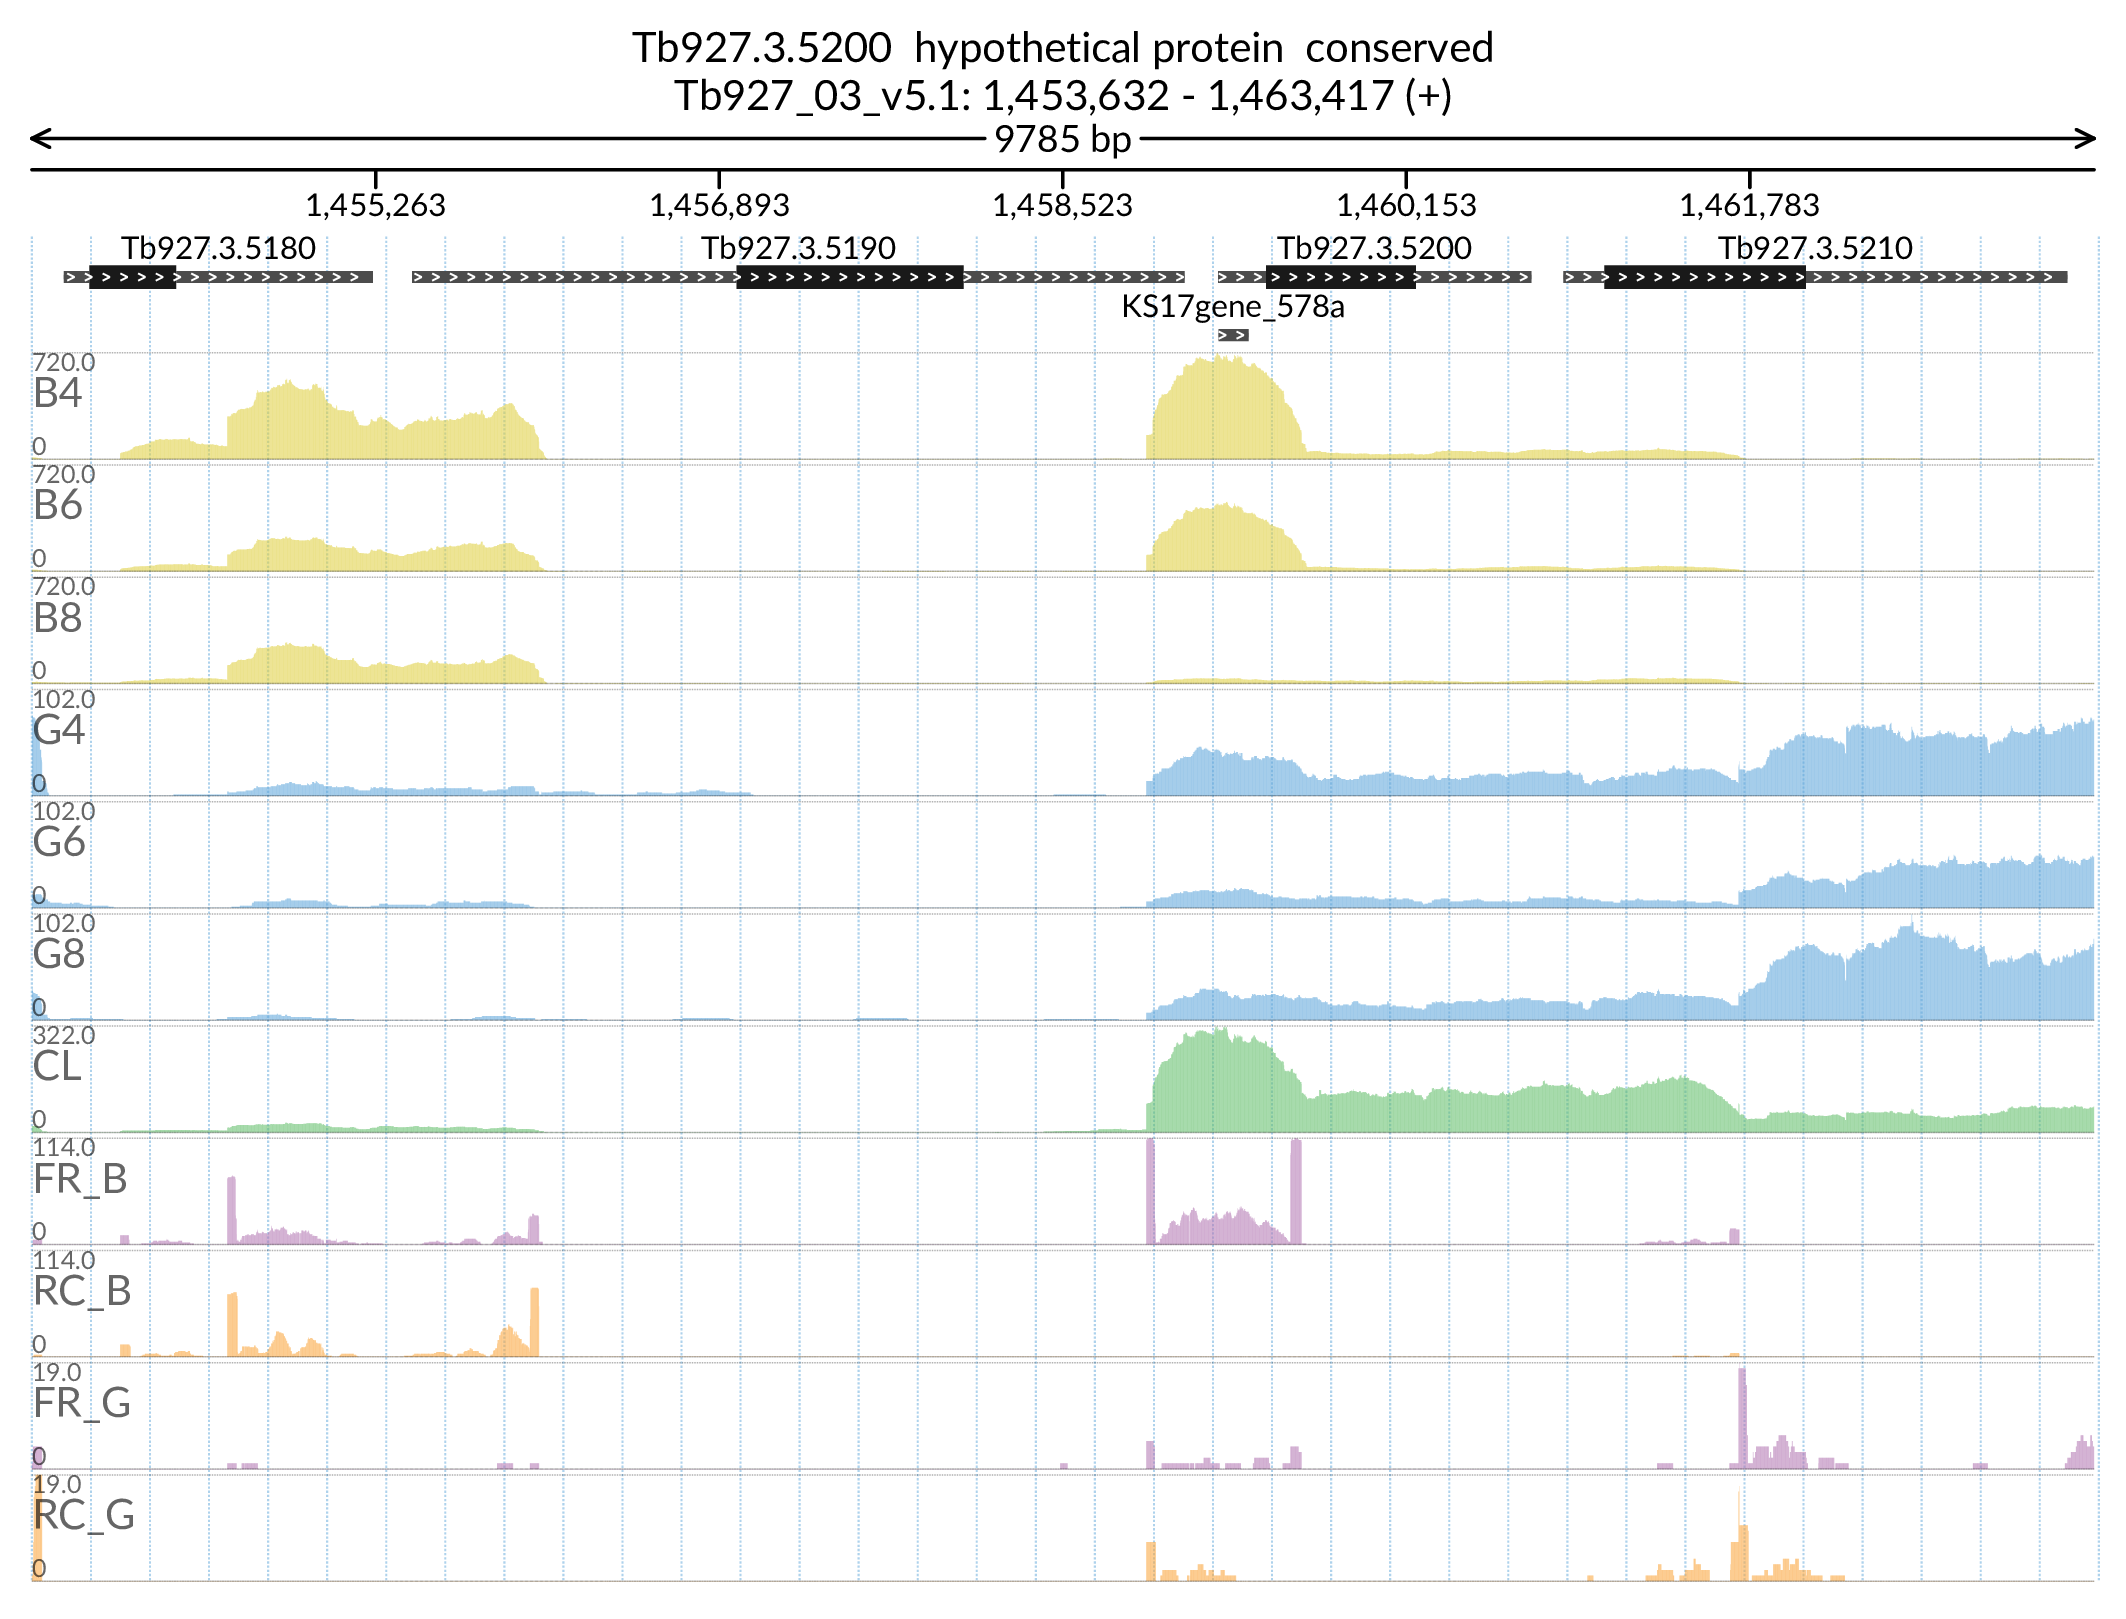 Tb927.3.5200  hypothetical protein  conserved
Tb927_03_v5.1: 1,453,632 - 1,463,417 (+)
9785 bp
1,455,263 1,456,893 1,458,523 1,460,153 1,461,783
Tb927.3.5180 Tb927.3.5190 Tb927.3.5200 Tb927.3.5210
KS17gene_578a
720.0
B4
0
720.0
B6
0
720.0
B8
0
102.0
G4
0
102.0
G6
0
102.0
G8
0
322.0
CL
0
114.0
FR_B
0
114.0
RC_B
0
19.0
FR_G
0
19.0
RC_G
0